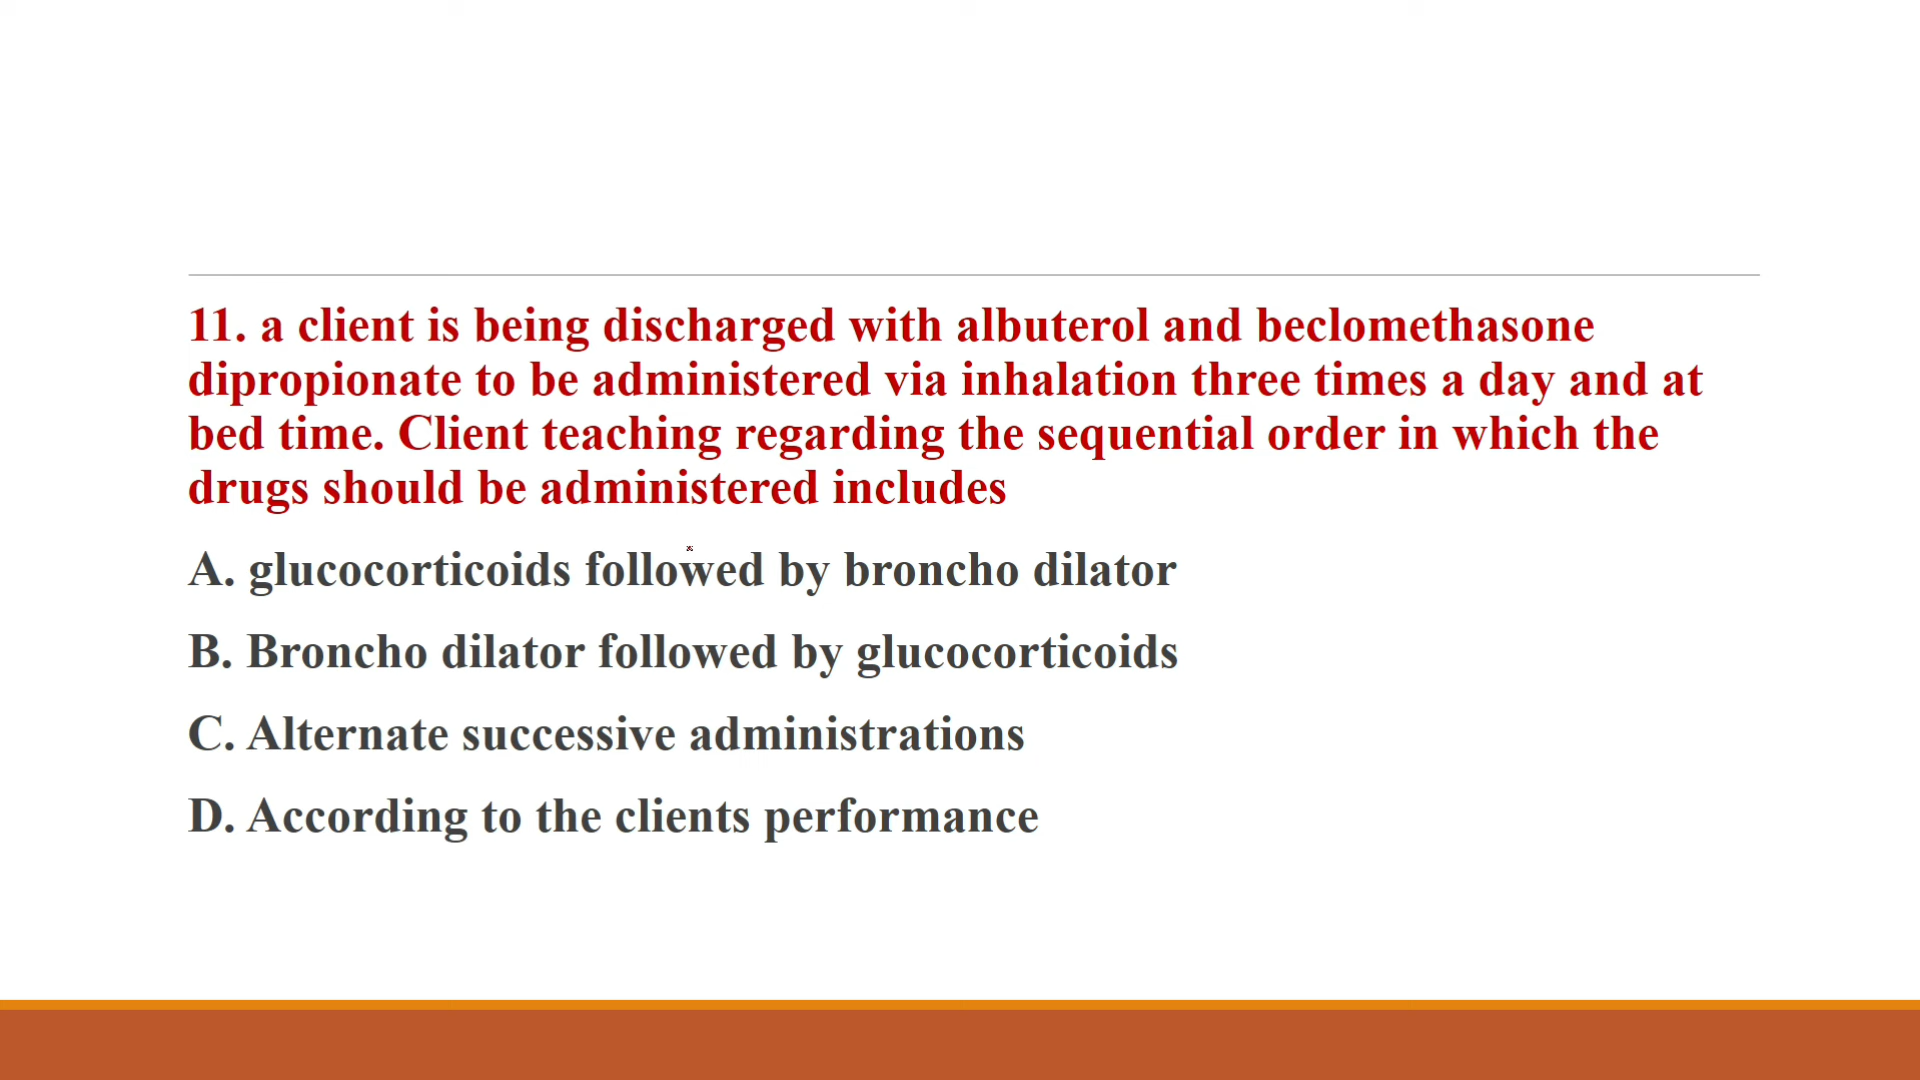 11. a client is being discharged with albuterol and beclomethasone
dipropionate to be administered via inhalation three times a day and at
bed time. Client teaching regarding the sequential order in which the
drugs should be administered includes
A. glucocorticoids followed by broncho dilator
B. Broncho dilator followed by glucocorticoids
C. Alternate successive administrations
D. According to the clients performance